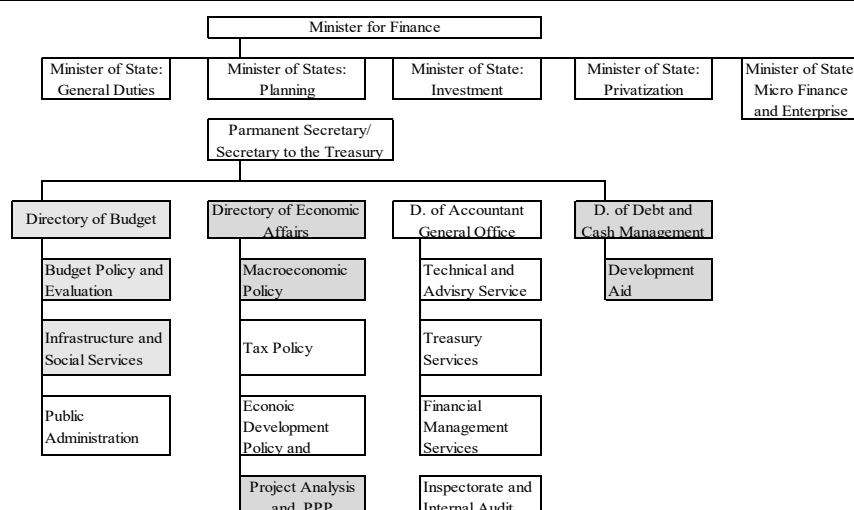 Minister for Finance
Minister of State:
General Duties
Minister of States:
Planning
Minister of State:
Investment
Minister of State:
Privatization
Minister of State
Micro Finance
and Enterprise
Parmanent Secretary/
Secretary to the Treasury
Directory of Budget
Directory of Economic
Affairs
D. of Accountant
General Office
D. of Debt and
Cash Management
Budget Policy and
Evaluation
Macroeconomic
Policy
Technical and
Advisry Service
Development
Aid
Infrastructure and
Social Services
Tax Policy
Treasury
Services
Public
Administration
Econoic
Development
Policy and
Financial
Management
Services
Project Analysis
and PPP
Inspectorate and
Internal Audit